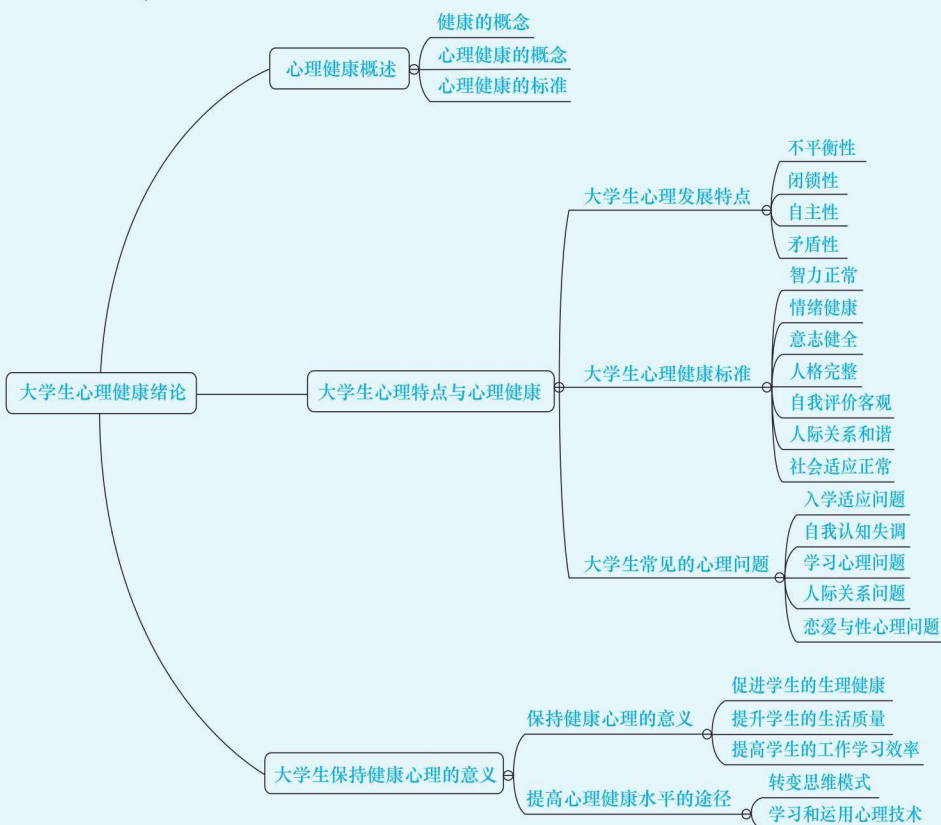 大学生心理健康绪论
心理健康概述
健康的概念
心理健康的概念
心理健康的标准
大学生心理特点与心理健康
大学生心理发展特点
不平衡性
闭锁性
自主性
矛盾性
大学生心理健康标准
智力正常
情绪健康
意志健全
人格完整
自我评价客观
人际关系和谐
社会适应正常
大学生常见的心理问题
入学适应问题
自我认知失调
学习心理问题
人际关系问题
恋爱与性心理问题
大学生保持健康心理的意义
保持健康心理的意义
促进学生的生理健康
提升学生的生活质量
提高学生的工作学习效率
提高心理健康水平的途径
转变思维模式
学习和运用心理技术